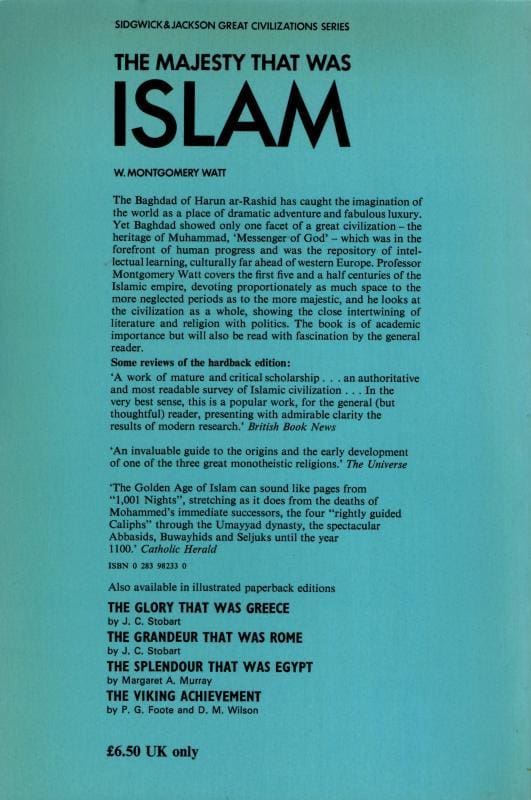 SIDGWICK & JACKSON GREAT CIVILIZATIONS SERIES
THE MAJESTY THAT WAS
ISLAM
W. MONTGOMERY WATT
The Baghdad of Harun ar-Rashid has caught the imagination of
the world as a place of dramatic adventure and fabulous luxury.
Yet Baghdad showed only one facet of a great civilization – the
heritage of Muhammad, ‘Messenger of God’ – which was in the
forefront of human progress and was the repository of intel-
lectual learning, culturally far ahead of western Europe. Professor
Montgomery Watt covers the first five and a half centuries of the
Islamic empire, devoting proportionately as much space to the
more neglected periods as to the more majestic, and he looks at
the civilization as a whole, showing the close intertwining of
literature and religion with politics. The book is of academic
importance but will also be read with fascination by the general
reader.
Some reviews of the hardback edition:
‘A work of mature and critical scholarship . . . an authoritative
and most readable survey of Islamic civilization . . . In the
very best sense, this is a popular work, for the general (but
thoughtful) reader, presenting with admirable clarity the
results of modern research.’ British Book News
‘An invaluable guide to the origins and the early development
of one of the three great monotheistic religions.’ The Universe
‘The Golden Age of Islam can sound like pages from
“1,001 Nights”, stretching as it does from the deaths of
Mohammed’s immediate successors, the four “rightly guided
Caliphs” through the Umayyad dynasty, the spectacular
Abbasids, Buwayhids and Seljuks until the year
1100.’ Catholic Herald
ISBN 0 283 98233 0
Also available in illustrated paperback editions
THE GLORY THAT WAS GREECE
by J. C. Stobart
THE GRANDEUR THAT WAS ROME
by J. C. Stobart
THE SPLENDOUR THAT WAS EGYPT
by Margaret A. Murray
THE VIKING ACHIEVEMENT
by P. G. Foote and D. M. Wilson
£6.50 UK only